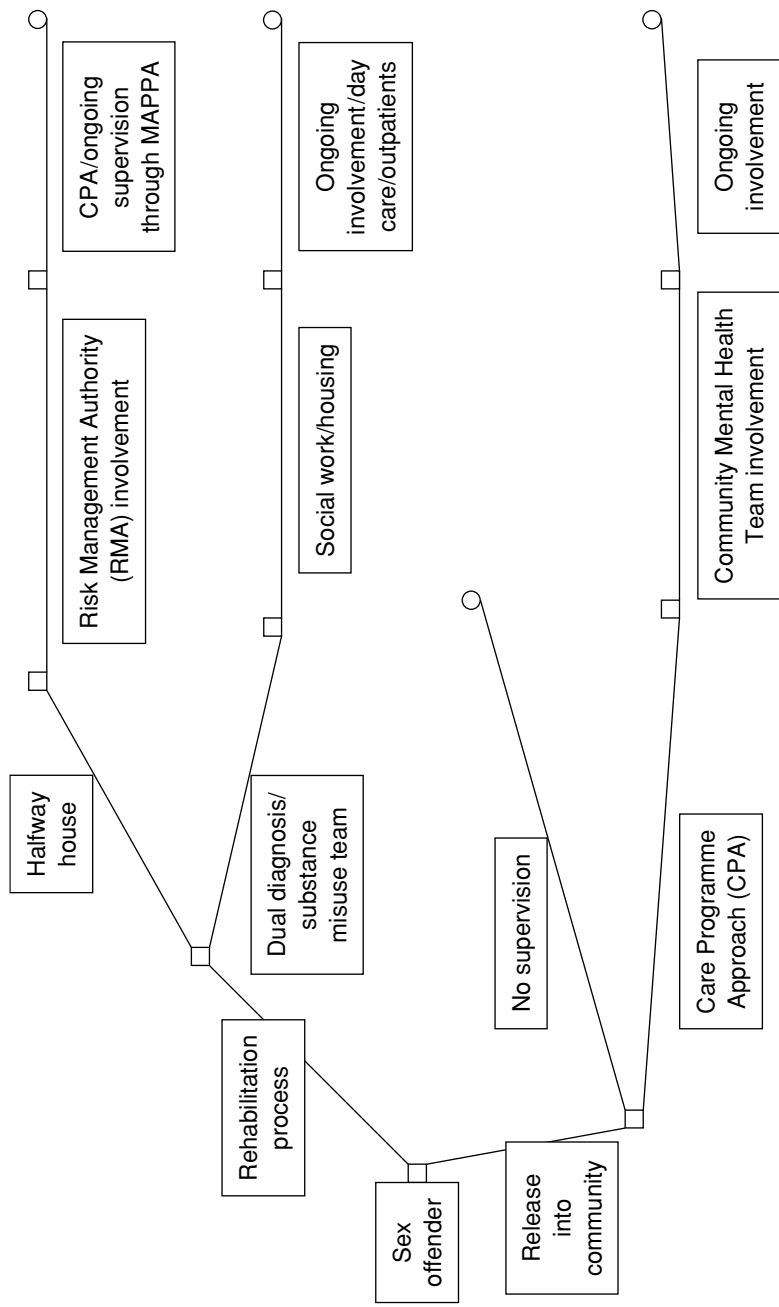 Sex
offender
Rehabilitation
process
Release
into
community
Halfway
house
Dual diagnosis/
substance
misuse team
No supervision
Care Programme
Approach (CPA)
Risk Management Authority
(RMA) involvement
Social work/housing
Community Mental Health
Team involvement
CPA/ongoing
supervision
through MAPPA
Ongoing
involvement/day
care/outpatients
Ongoing
involvement